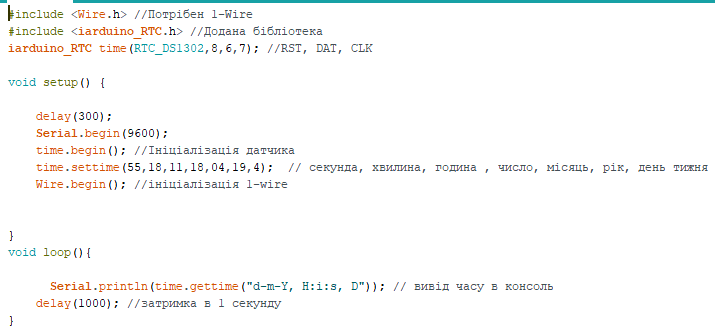 #include <Wire.h> //Потрібен l-Wire
#include <iarduino_RTC.h> //Додана бібліотека
iarduino_RTC time(RTC_DS1302,8,6,7); //RST, DAT, CLK
void setup() {
delay(300);
Serial.begin(9600);
time.begin(); //Ініціалізація датчика
time.settime(55,18,11,18,04,19,4); // секунда, хвилина, родина , число, місяць, рік, день тижня
Wire.begin(); //ініціалізація l-wire
}
void loop(){
Serial.println(time.gettime("d-m-Y, H:i:s, D")); // вивід часу в консоль
delay(1000); //затримка в 1 секунду
}